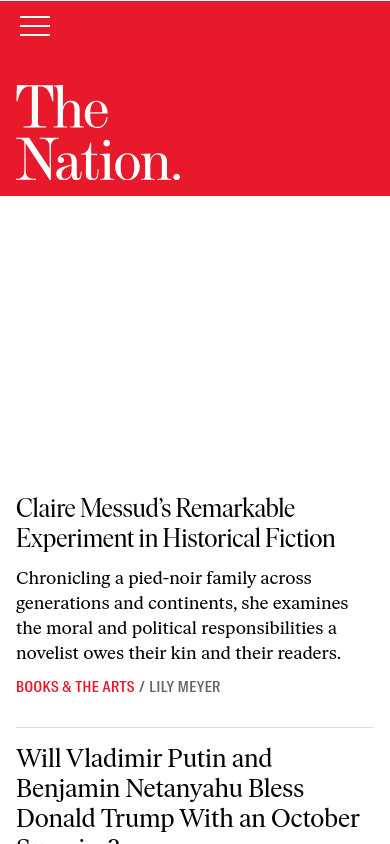 The
Nation.
Claire Messud’s Remarkable
Experiment in Historical Fiction
Chronicling a pied-noir family across
generations and continents, she examines
the moral and political responsibilities a
novelist owes their kin and their readers.
BOOKS & THE ARTS / LILY MEYER
Will Vladimir Putin and
Benjamin Netanyahu Bless
Donald Trump With an October